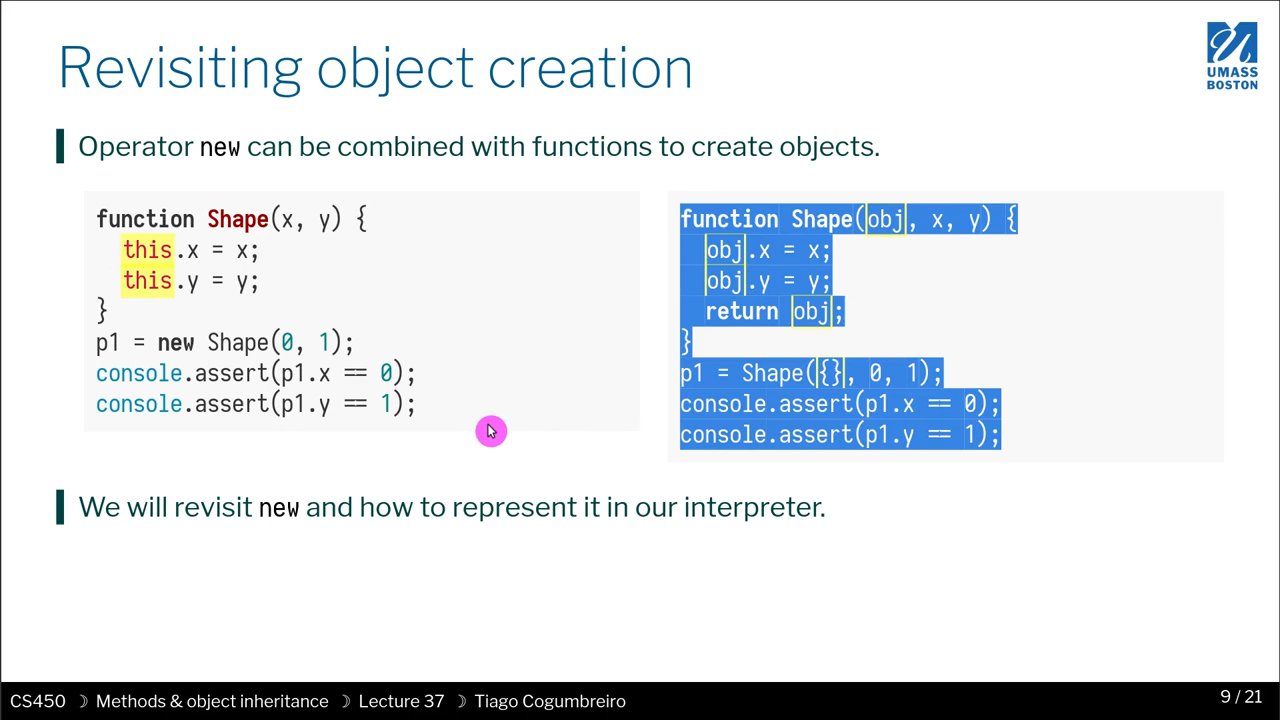 Revisiting object creation
UMASS
BOSTON
Operator new can be combined with functions to create objects.
function Shape(x, y) {
this.x = x;
this.y = y;
}
p1 = new Shape(0, 1);
console.assert(p1.x == 0);
console.assert(p1.y == 1);
function Shape(obj, x, y) {
obj.x = x;
obj.y = y;
return obj;
}
p1 = Shape({}, 0, 1);
console.assert(p1.x == 0);
console.assert(p1.y == 1);
We will revisit new and how to represent it in our interpreter.
CS450 ☽ Methods & object inheritance ☽ Lecture 37 ☽ Tiago Cogumbreiro
9 / 21